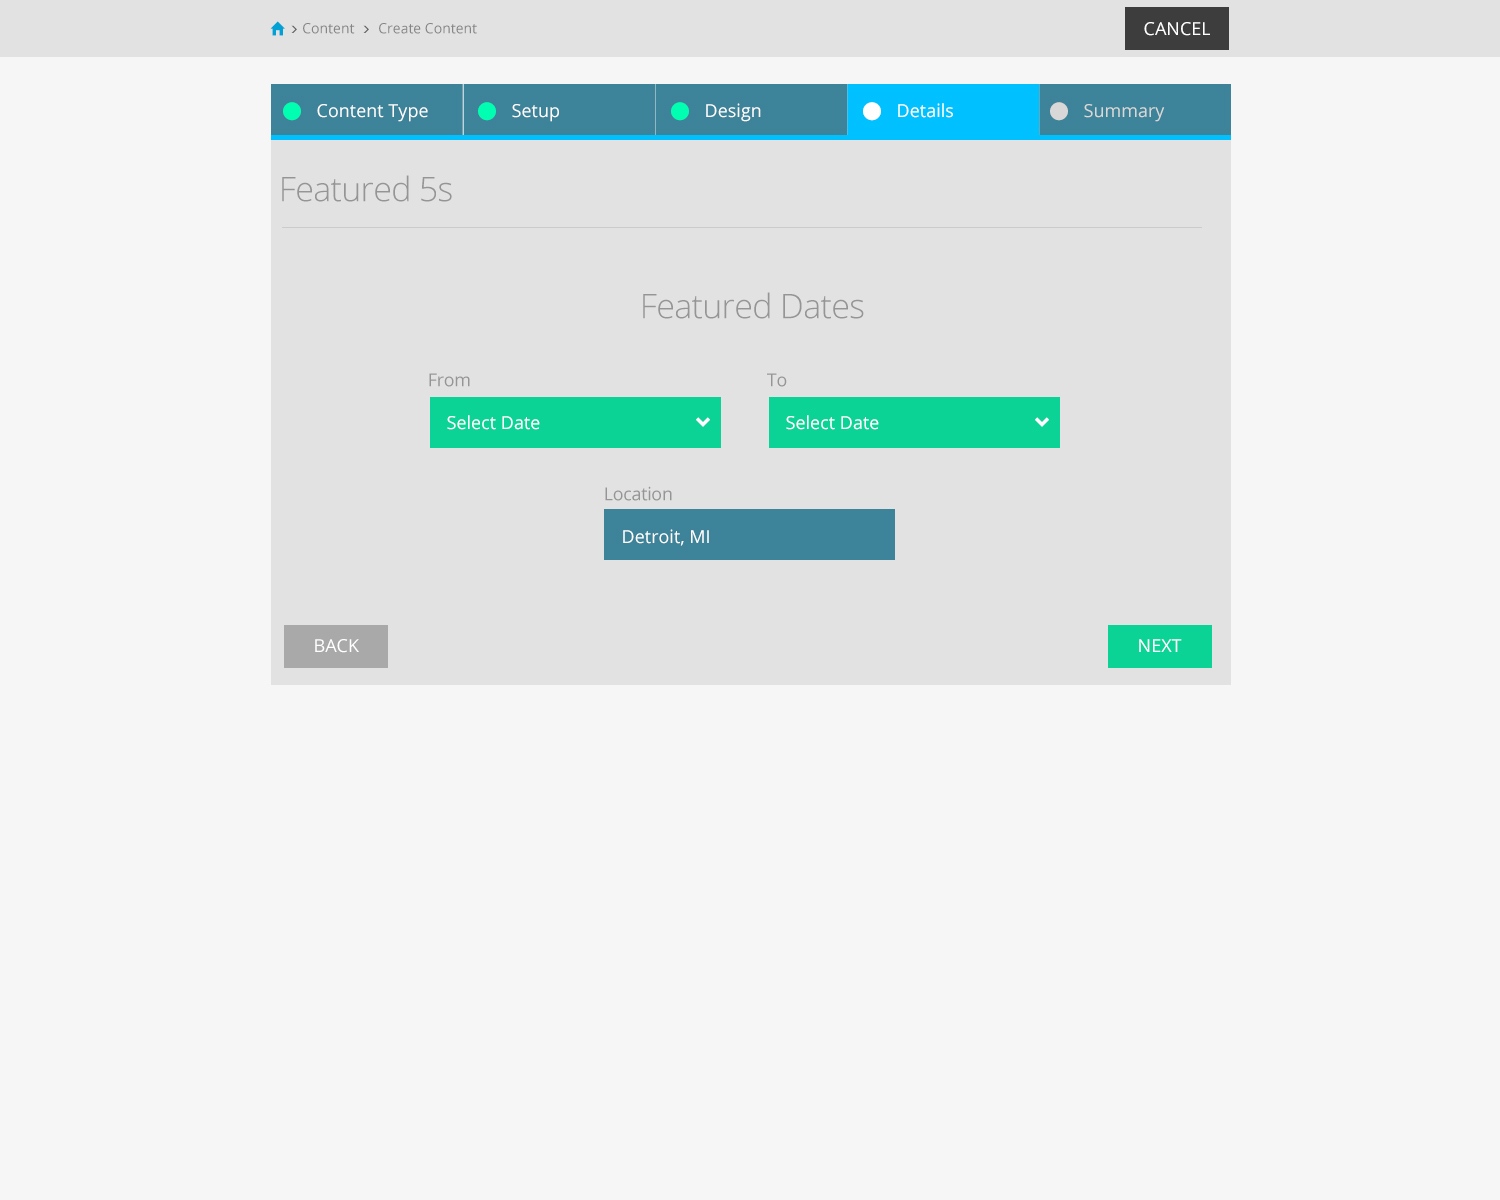 Content Create Content CANCEL
Content Type Setup Design Details Summary
Featured 5s
Featured Dates
From To
Select Date Select Date
Location
Detroit, MI
BACK NEXT